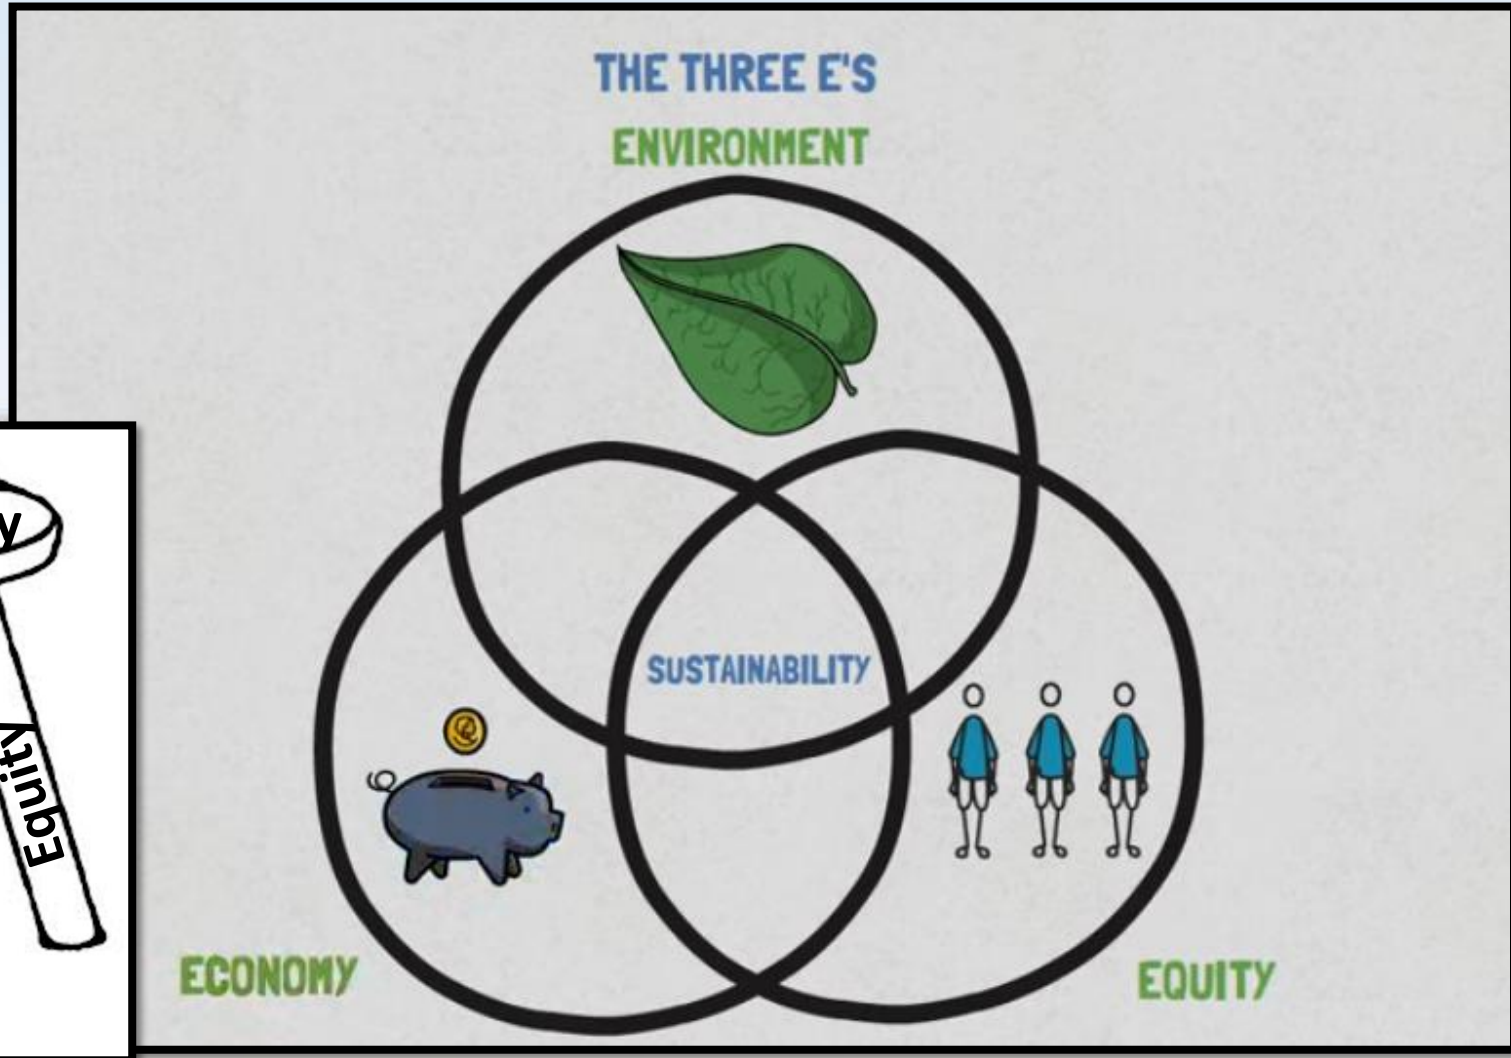 THE THREE E'S
ENVIRONMENT
SUSTAINABILITY
Equity
ECONOMY
EQUITY